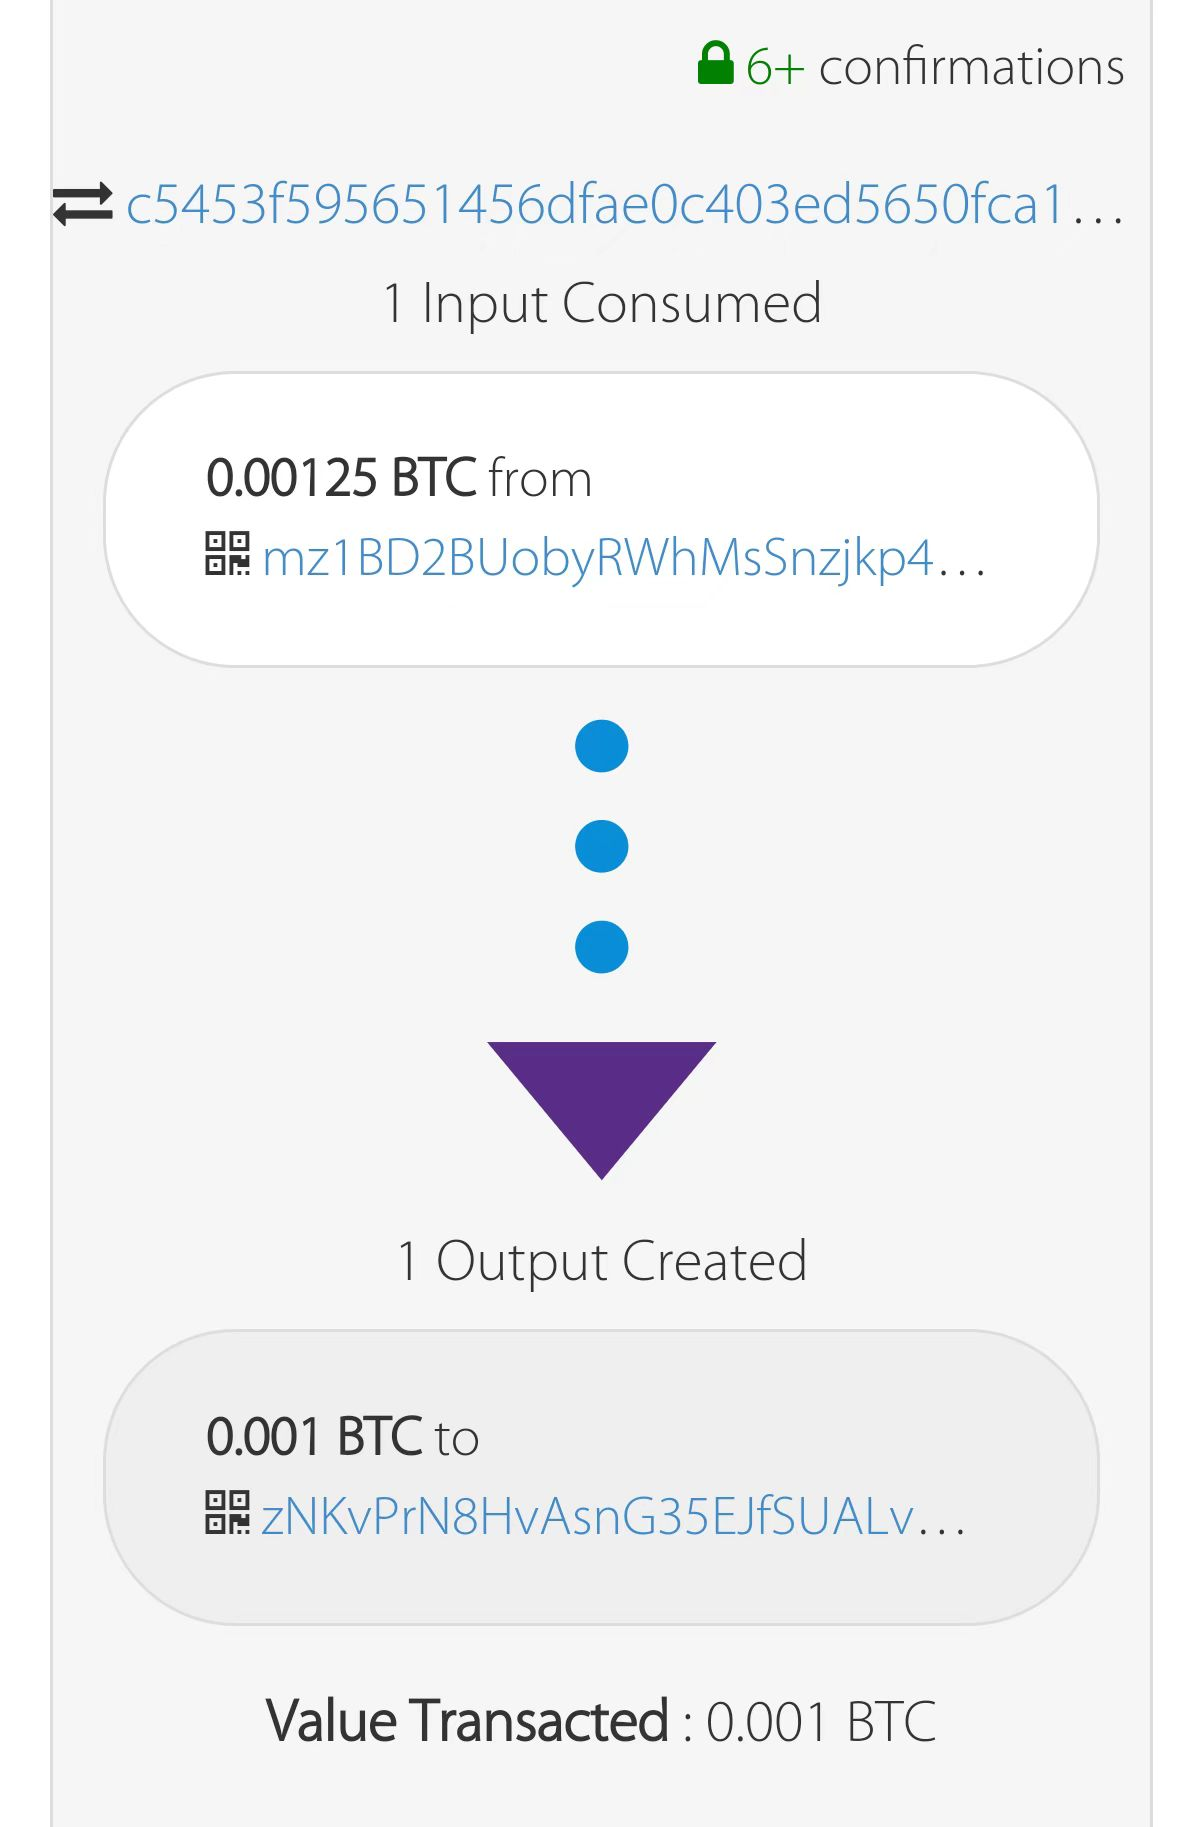 6+ confirmations
c5453f595651456dfae0c403ed5650fca1...
1 Input Consumed
0.00125 BTC from
mz1BD2BUobyRWhMsSnzjkp4...
1 Output Created
0.001 BTC to
zNKvPrN8HvAsnG35EJfSUALv...
Value Transacted : 0.001 BTC